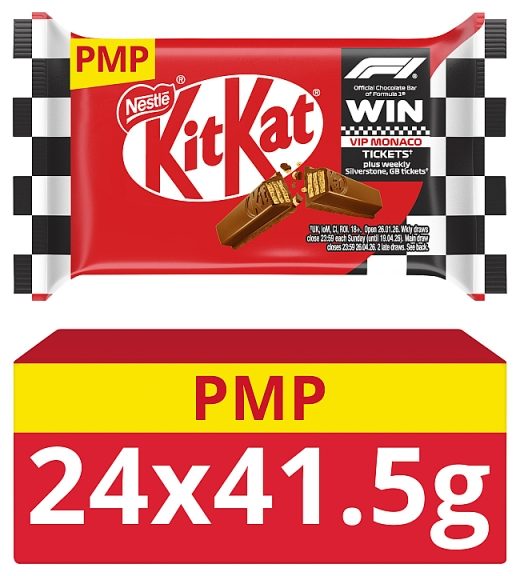 PMP
Nestlé®
KitKat®
F1®
Official Chocolate Bar
of Formula 1®
WIN
VIP MONACO
TICKETS†
plus weekly
Silverstone, GB tickets†
†UK, IoM, CI, ROI. 18+. Open 26.01.26. Wkly draws
close 23:59 each Sunday (until 19.04.26). Main draw
closes 23:59 26.04.26. 2 late draws. See back.
PMP
24x41.5g